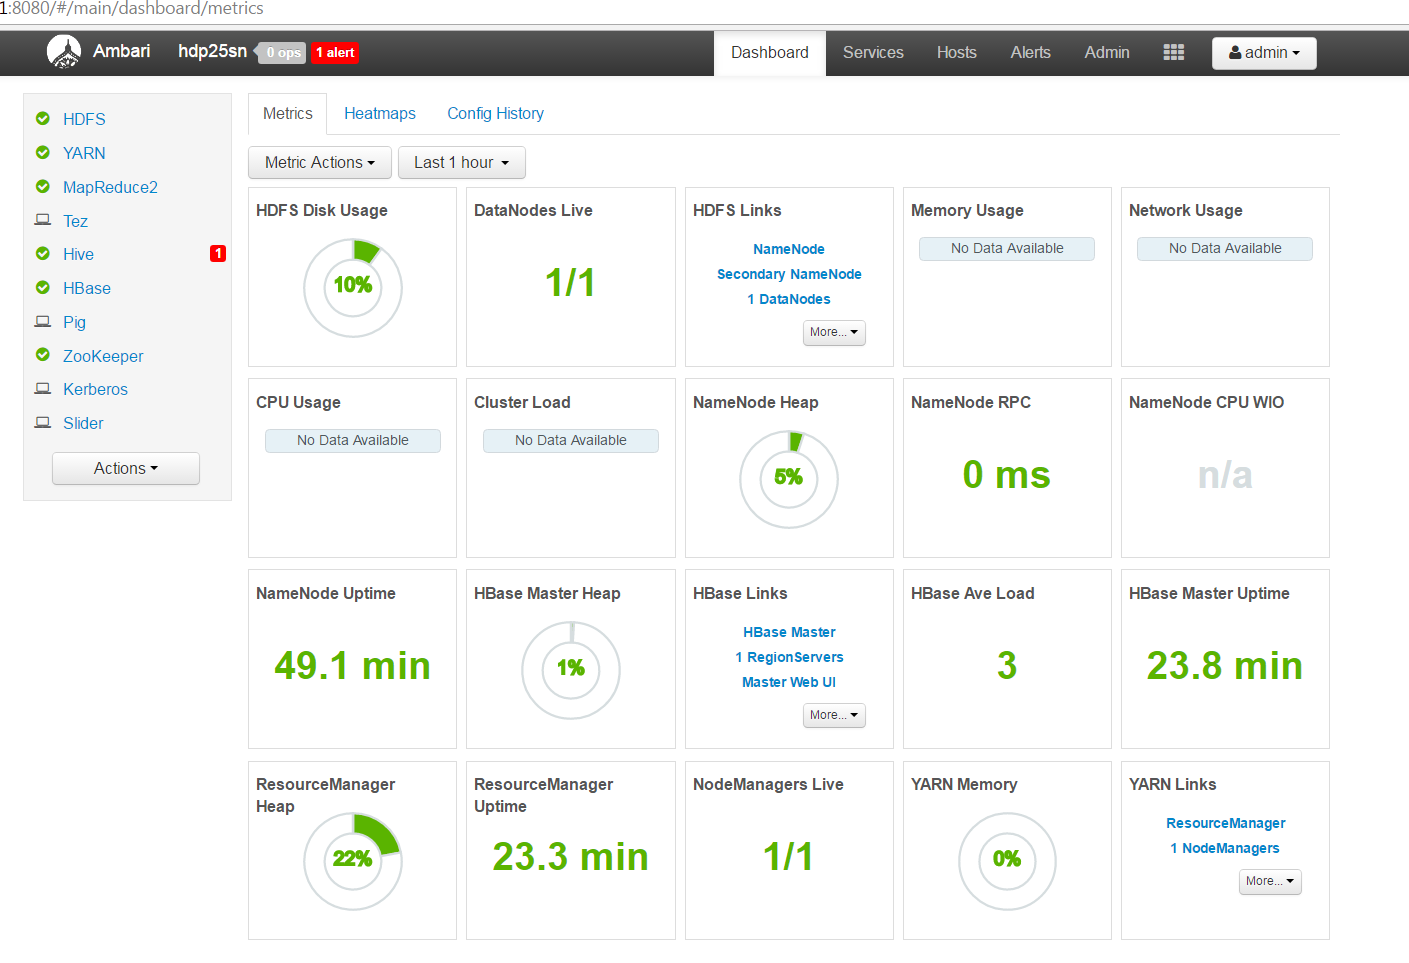 1:8080/#/main/dashboard/metrics
Ambari hdp25sn 0 ops 1 alert Dashboard Services Hosts Alerts Admin admin
HDFS
YARN
MapReduce2
Tez
Hive 1
HBase
Pig
ZooKeeper
Kerberos
Slider
Actions
Metrics Heatmaps Config History
Metric Actions Last 1 hour
HDFS Disk Usage
10%
DataNodes Live
1/1
HDFS Links
NameNode
Secondary NameNode
1 DataNodes
More...
Memory Usage
No Data Available
Network Usage
No Data Available
CPU Usage
No Data Available
Cluster Load
No Data Available
NameNode Heap
5%
NameNode RPC
0 ms
NameNode CPU WIO
n/a
NameNode Uptime
49.1 min
HBase Master Heap
1%
HBase Links
HBase Master
1 RegionServers
Master Web UI
More...
HBase Ave Load
3
HBase Master Uptime
23.8 min
ResourceManager
Heap
22%
ResourceManager
Uptime
23.3 min
NodeManagers Live
1/1
YARN Memory
0%
YARN Links
ResourceManager
1 NodeManagers
More...